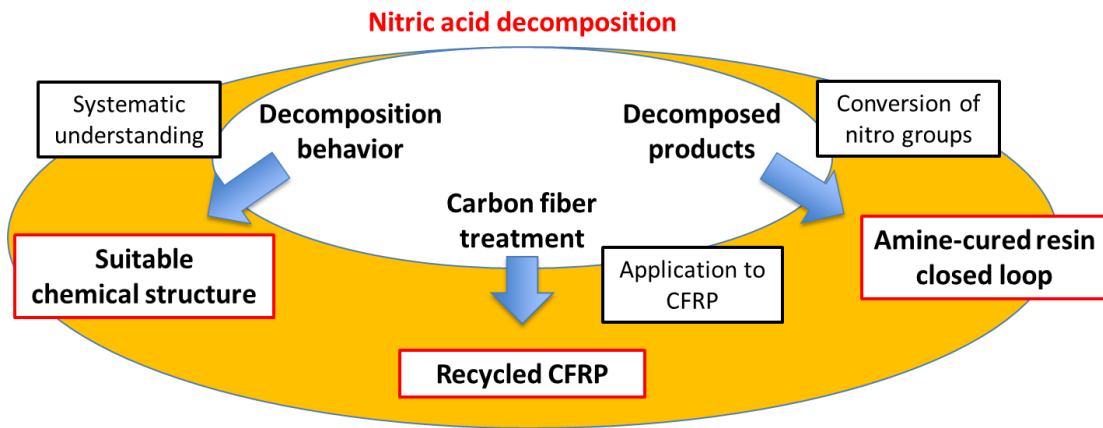 Nitric acid decomposition
Systematic
understanding
Decomposition
behavior
Decomposed
products
Conversion of
nitro groups
Carbon fiber
treatment
Suitable
chemical structure
Application to
CFRP
Amine-cured resin
closed loop
Recycled CFRP